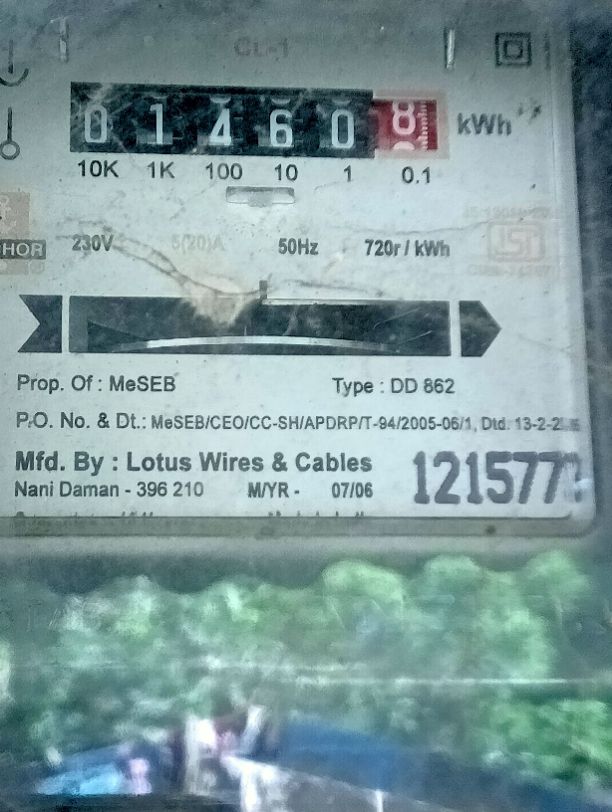 CL-1
0 1 4 6 0 8 kWh
10K 1K 100 10 1 0.1
HOR 230V 5(20)A 50Hz 720r / kWh
Prop. Of : MeSEB Type : DD 862
P.O. No. & Dt.: MeSEB/CEO/CC-SH/APDRP/T-94/2005-06/1, Dtd. 13-2-2
Mfd. By : Lotus Wires & Cables
Nani Daman - 396 210 M/YR - 07/06
121577